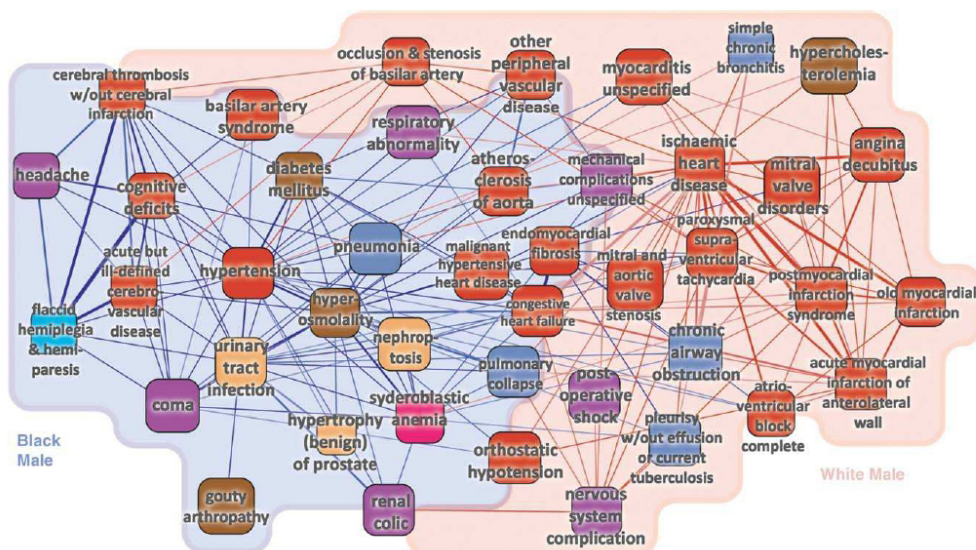 cerebral thrombosis
w/out cerebral
infarction
occlusion & stenosis
of basilar artery
other
peripheral
vascular
disease
myocarditis
unspecified
simple
chronic
bronchitis
hypercholes-
terolemia
basilar artery
syndrome
respiratory
abnormality
ischaemic
heart
disease
angina
decubitus
headache
cognitive
deficits
diabetes
mellitus
atheros-
clerosis
of aorta
mechanical
complications
unspecified
mitral
valve
disorders
acute but
ill-defined
cerebro
vascular
disease
hypertension
pneumonia
malignant
hypertensive
heart disease
endomyocardial
fibrosis
mitral and
aortic
valve
stenosis
paroxysmal
supra
ventricular
tachycardia
postmyocardial
infarction
syndrome
old myocardial
infarction
flaccid
hemiplegia
& hemi-
paresis
urinary
tract
infection
hyper-
osmolality
nephrop-
tosis
congestive
heart failure
chronic
airway
obstruction
acute myocardial
infarction of
anterolateral
wall
coma
pulmonary
collapse
syderoblastic
anemia
post-
operative
shock
atrio-
ventricular
block
complete
hypertrophy
(benign)
of prostate
pleurisy
w/out effusion
or current
tuberculosis
orthostatic
hypotension
Black
Male
White Male
gouty
arthropathy
renal
colic
nervous
system
complication